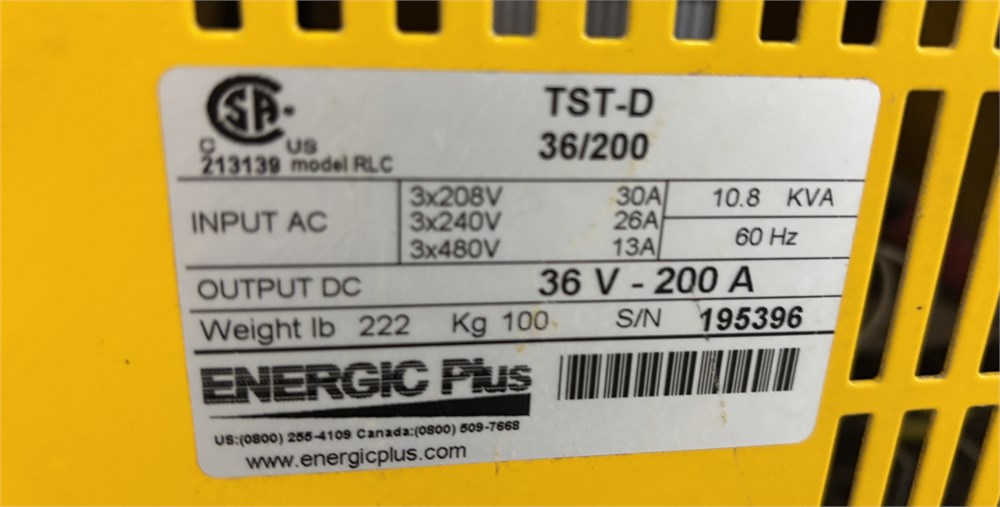 CSA
C US
213139 model RLC
TST-D
36/200
INPUT AC
3x208V 30A
3x240V 26A
3x480V 13A
10.8 KVA
60 Hz
OUTPUT DC 36 V - 200 A
Weight lb 222 Kg 100 S/N 195396
ENERGIC Plus
US:(0800) 255-4109 Canada:(0800) 509-7668
www.energicplus.com